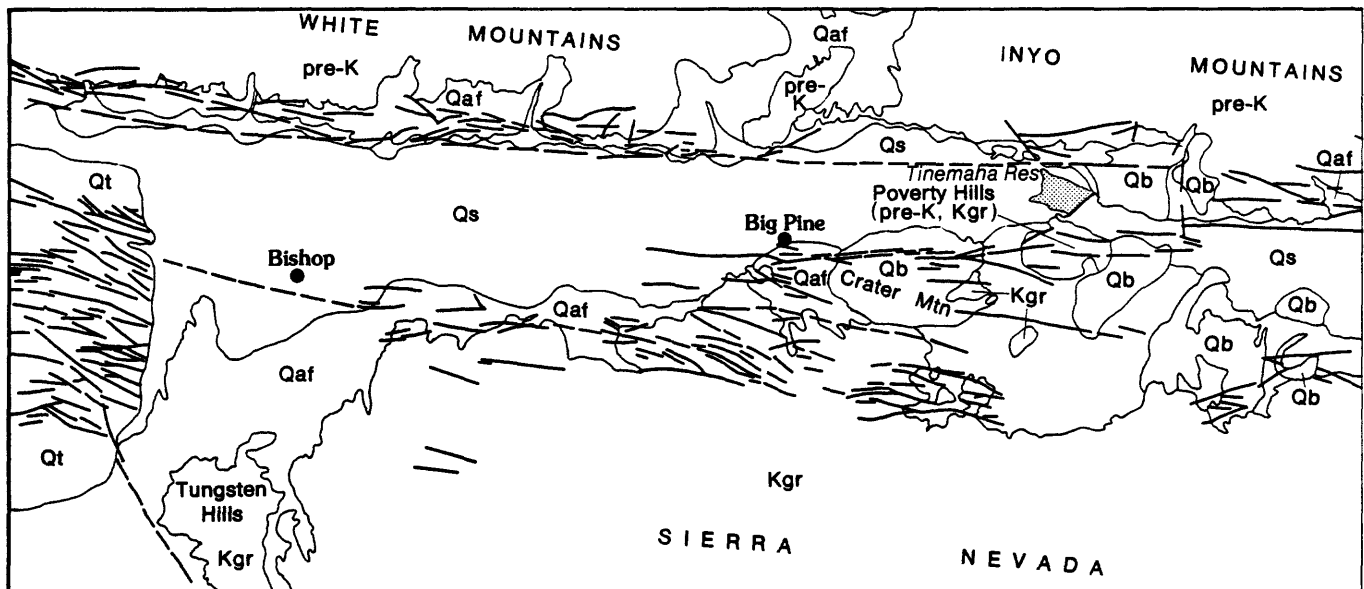 WHITE MOUNTAINS
INYO MOUNTAINS
pre-K
Qaf
pre-
K
pre-K
Qaf
Qs
Qaf
Tinemaha Res
Qb
Qb
Poverty Hills
(pre-K, Kgr)
Qt
Qs
Big Pine
Bishop
Qaf
Qb
Crater Mtn
Kgr
Qb
Qs
Qb
Qaf
Qb
Qaf
Qb
Qt
Tungsten
Hills
Kgr
Kgr
SIERRA NEVADA